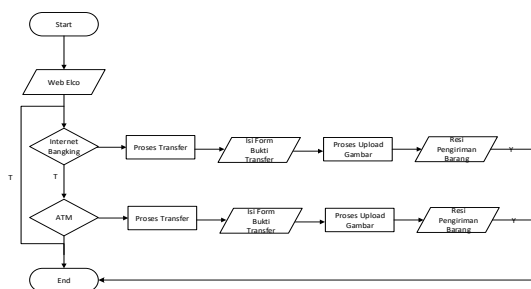 Start
Web Elco
Internet
Bangking
Proses Transfer
Isi Form
Bukti
Transfer
Proses Upload
Gambar
Resi
Pengiriman
Barang
Y
T
T
ATM
Proses Transfer
Isi Form
Bukti
Transfer
Proses Upload
Gambar
Resi
Pengiriman
Barang
Y
End